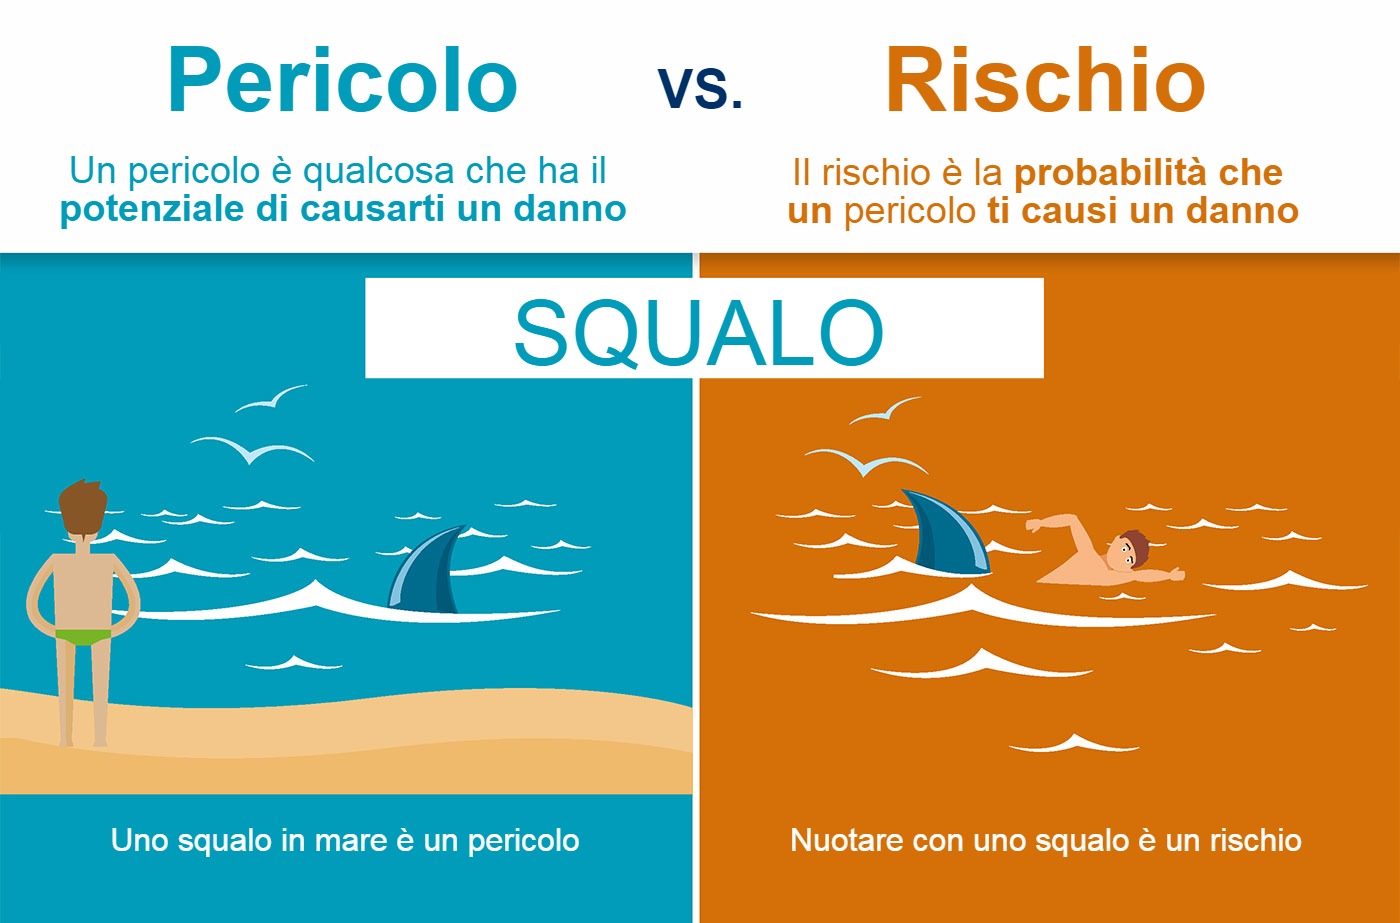 Pericolo
vs.
Rischio
Un pericolo è qualcosa che ha il
potenziale di causarti un danno
Il rischio è la probabilità che
un pericolo ti causi un danno
SQUALO
Uno squalo in mare è un pericolo
Nuotare con uno squalo è un rischio